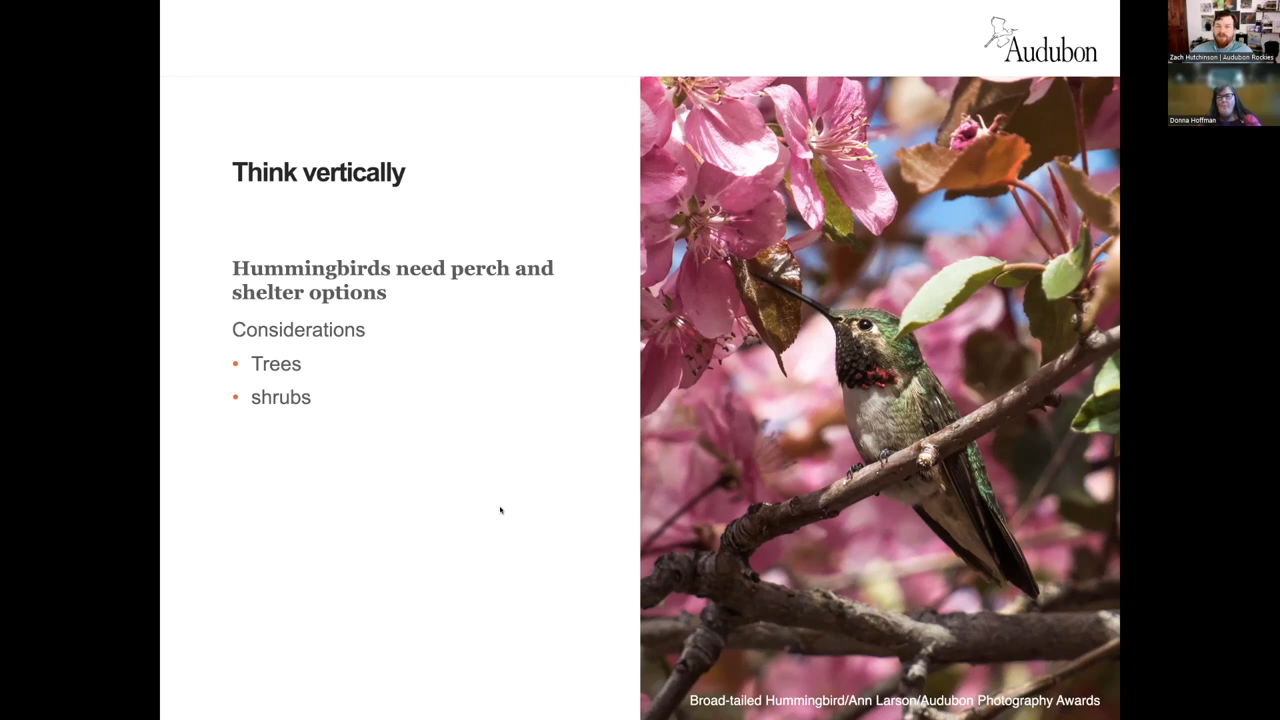 Audubon
Zach Hutchinson | Audubon Rockies
Donna Hoffman
Think vertically
Hummingbirds need perch and
shelter options
Considerations
• Trees
• shrubs
Broad-tailed Hummingbird/Ann Larson/Audubon Photography Awards